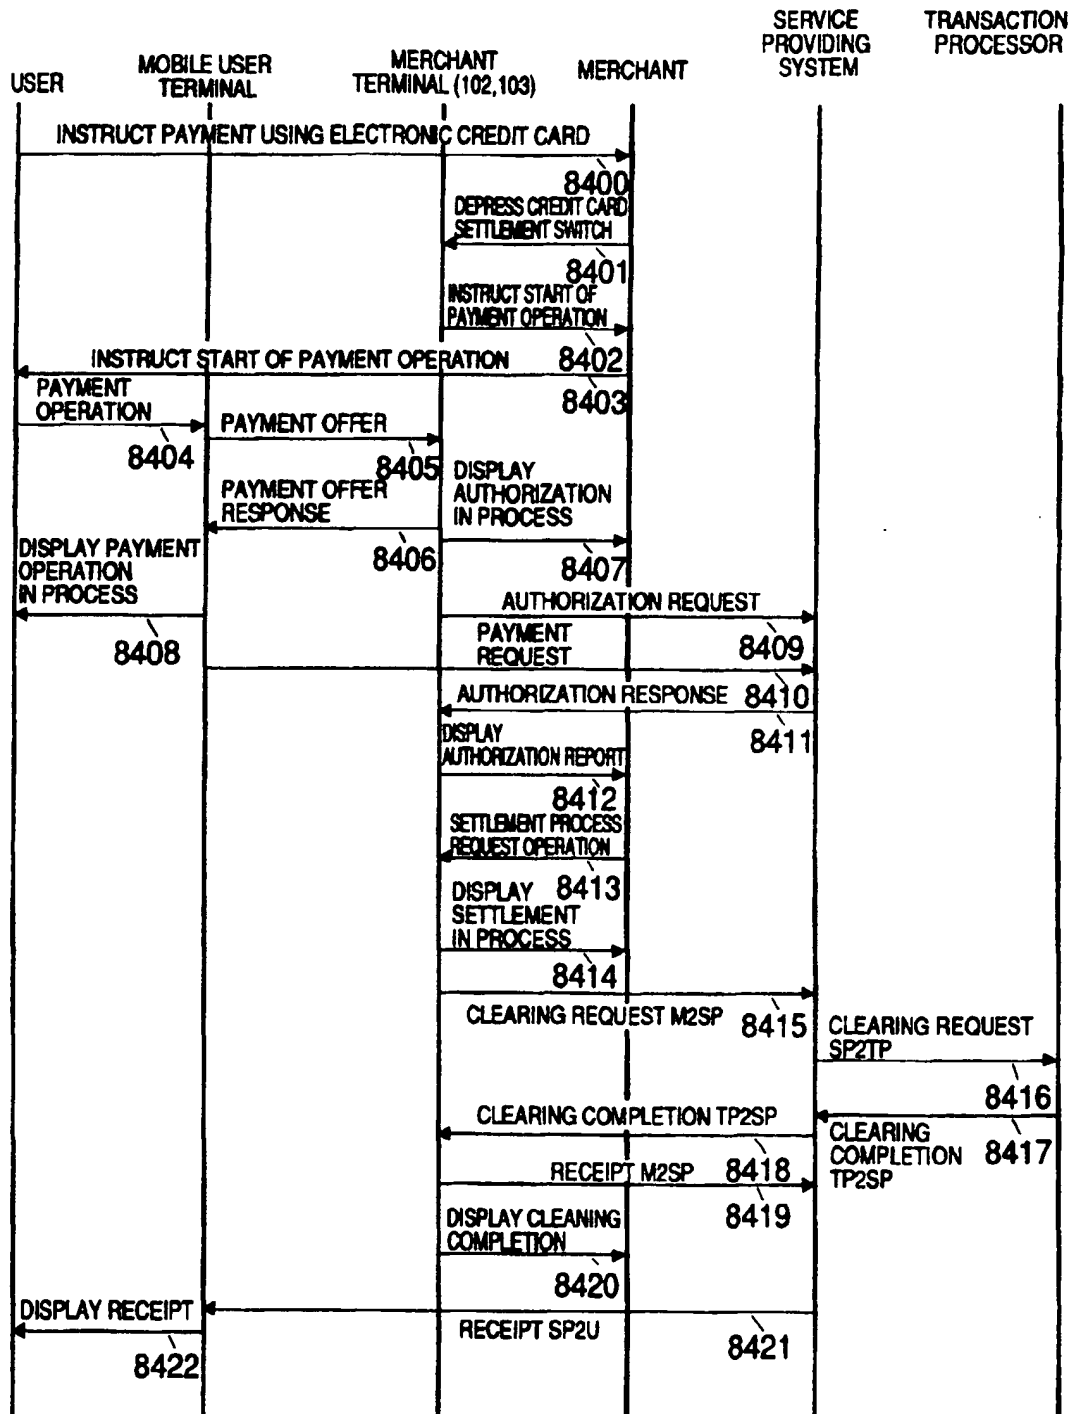 USER
MOBILE USER
TERMINAL
MERCHANT
TERMINAL (102,103)
MERCHANT
SERVICE
PROVIDING
SYSTEM
TRANSACTION
PROCESSOR
INSTRUCT PAYMENT USING ELECTRONIC CREDIT CARD
8400
DEPRESS CREDIT CARD
SETTLEMENT SWITCH
8401
INSTRUCT START OF
PAYMENT OPERATION
8402
INSTRUCT START OF PAYMENT OPERATION
8403
PAYMENT
OPERATION
8404
PAYMENT OFFER
8405
PAYMENT OFFER
RESPONSE
8406
DISPLAY
AUTHORIZATION
IN PROCESS
8407
DISPLAY PAYMENT
OPERATION
IN PROCESS
8408
AUTHORIZATION REQUEST
8409
PAYMENT
REQUEST
8410
AUTHORIZATION RESPONSE
8411
DISPLAY
AUTHORIZATION REPORT
8412
SETTLEMENT PROCESS
REQUEST OPERATION
8413
DISPLAY
SETTLEMENT
IN PROCESS
8414
CLEARING REQUEST M2SP
8415
CLEARING REQUEST
SP2TP
8416
CLEARING
COMPLETION
TP2SP
8417
CLEARING COMPLETION TP2SP
8418
RECEIPT M2SP
8419
DISPLAY CLEANING
COMPLETION
8420
RECEIPT SP2U
8421
DISPLAY RECEIPT
8422